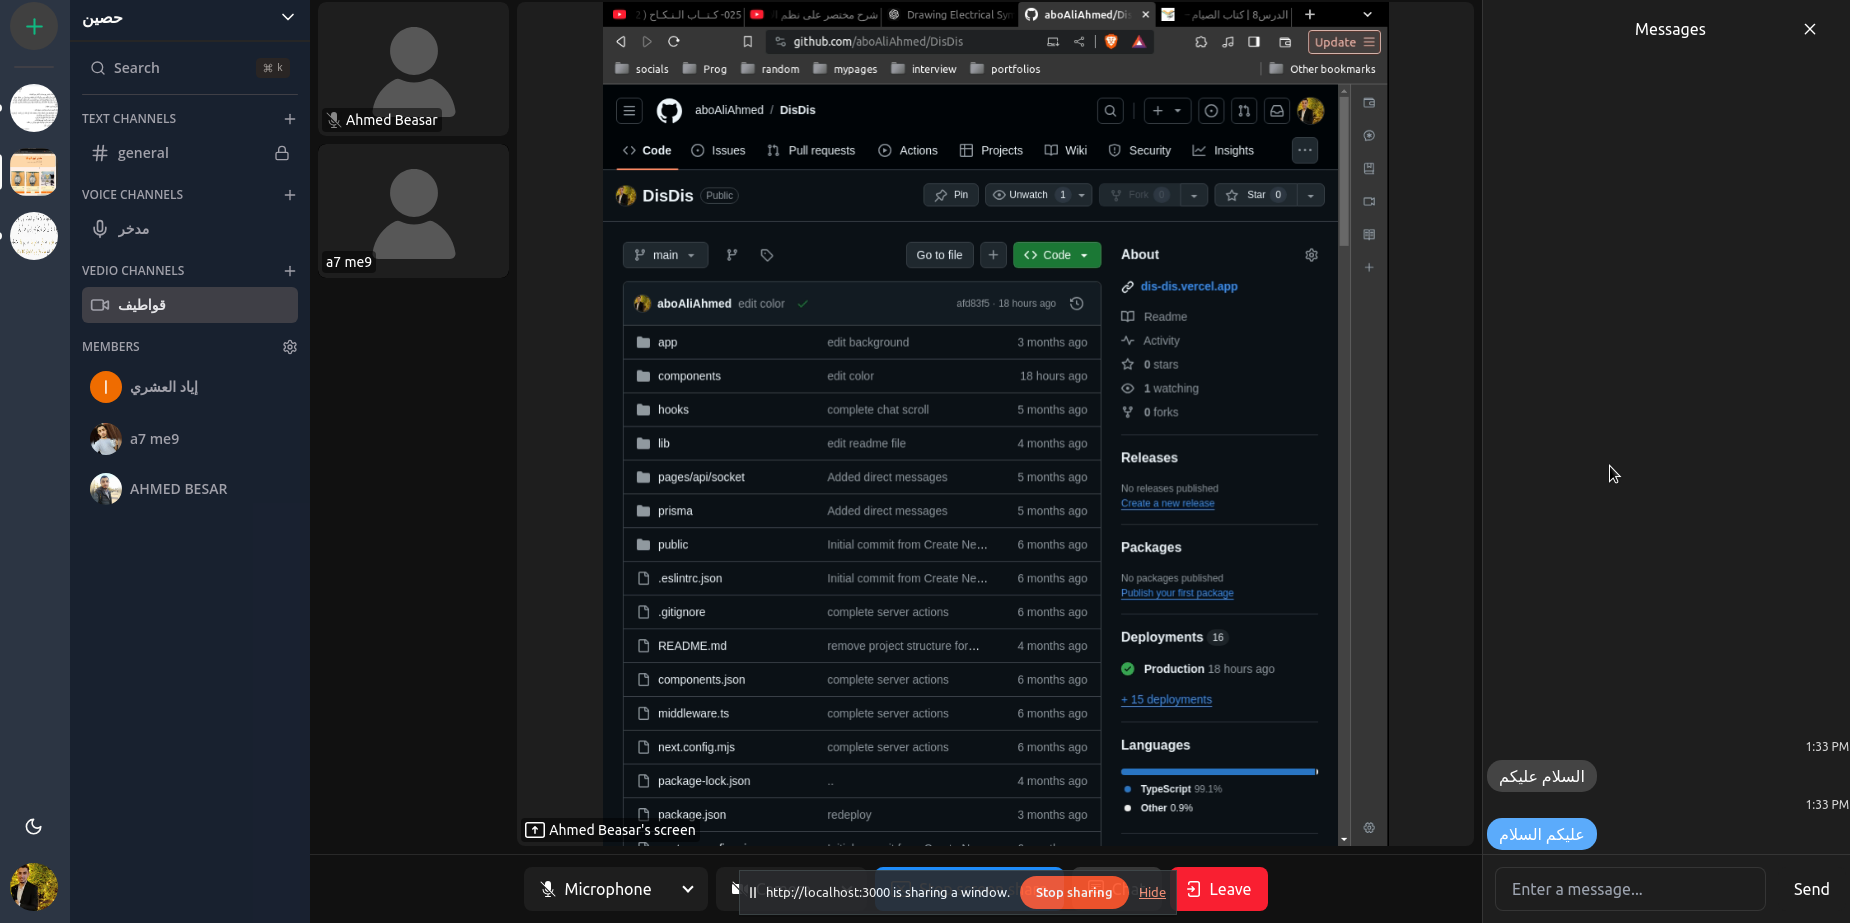 حصين
Search
⌘ k
TEXT CHANNELS
general
VOICE CHANNELS
مدخر
VEDIO CHANNELS
قواطيف
MEMBERS
إياد العشري
a7 me9
AHMED BESAR
Ahmed Beasar
a7 me9
025- كـتــاب الـنـكـاح ( 2
شرح مختصر على نظم ال
Drawing Electrical Sy
aboAliAhmed/Dis
الدرس8 | كتاب الصيام –
github.com/aboAliAhmed/DisDis
Update
socials
Prog
random
mypages
interview
portfolios
Other bookmarks
aboAliAhmed / DisDis
Code
Issues
Pull requests
Actions
Projects
Wiki
Security
Insights
DisDis Public
Pin
Unwatch 1
Fork 0
Star 0
main
Go to file
Code
aboAliAhmed edit color afd83f5 · 18 hours ago
app edit background 3 months ago
components edit color 18 hours ago
hooks complete chat scroll 5 months ago
lib edit readme file 4 months ago
pages/api/socket Added direct messages 5 months ago
prisma Added direct messages 5 months ago
public Initial commit from Create Ne... 6 months ago
.eslintrc.json Initial commit from Create Ne... 6 months ago
.gitignore complete server actions 6 months ago
README.md remove project structure for... 4 months ago
components.json complete server actions 6 months ago
middleware.ts complete server actions 6 months ago
next.config.mjs complete server actions 6 months ago
package-lock.json .. 4 months ago
package.json redeploy 3 months ago
About
dis-dis.vercel.app
Readme
Activity
0 stars
1 watching
0 forks
Releases
No releases published
Create a new release
Packages
No packages published
Publish your first package
Deployments 16
Production 18 hours ago
+ 15 deployments
Languages
TypeScript 99.1%
Other 0.9%
Ahmed Beasar's screen
Microphone
http://localhost:3000 is sharing a window.
Stop sharing
Hide
Leave
Messages
1:33 PM
السلام عليكم
1:33 PM
عليكم السلام
Enter a message...
Send